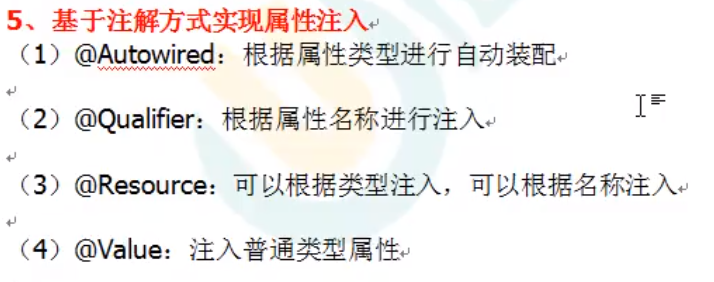 5、基于注解方式实现属性注入
（1）@Autowired：根据属性类型进行自动装配
（2）@Qualifier：根据属性名称进行注入
（3）@Resource：可以根据类型注入，可以根据名称注入
（4）@Value：注入普通类型属性